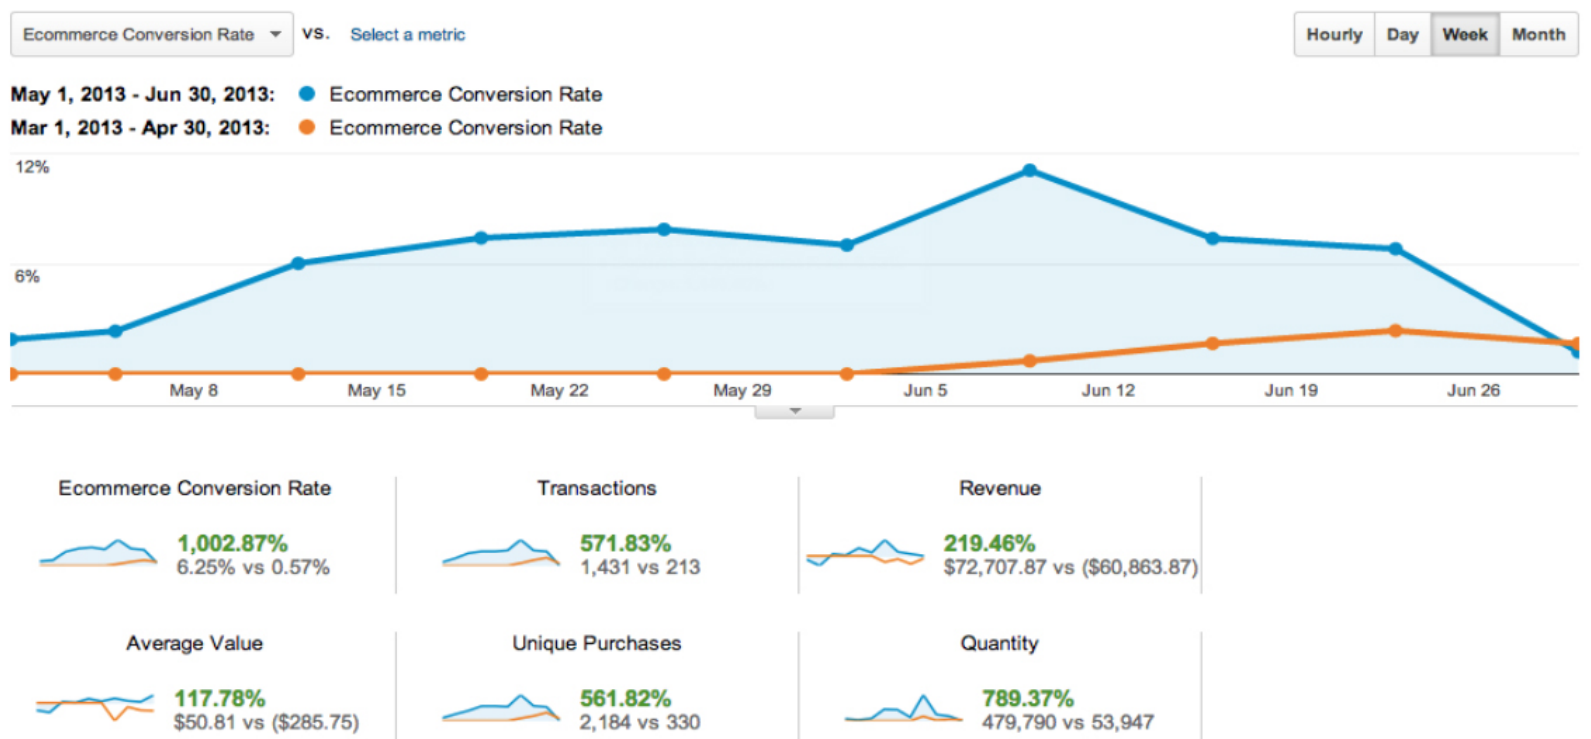 Ecommerce Conversion Rate vs. Select a metric Hourly Day Week Month
May 1, 2013 - Jun 30, 2013: Ecommerce Conversion Rate
Mar 1, 2013 - Apr 30, 2013: Ecommerce Conversion Rate
12%
6%
May 8 May 15 May 22 May 29 Jun 5 Jun 12 Jun 19 Jun 26
Ecommerce Conversion Rate
1,002.87%
6.25% vs 0.57%
Transactions
571.83%
1,431 vs 213
Revenue
219.46%
$72,707.87 vs ($60,863.87)
Average Value
117.78%
$50.81 vs ($285.75)
Unique Purchases
561.82%
2,184 vs 330
Quantity
789.37%
479,790 vs 53,947